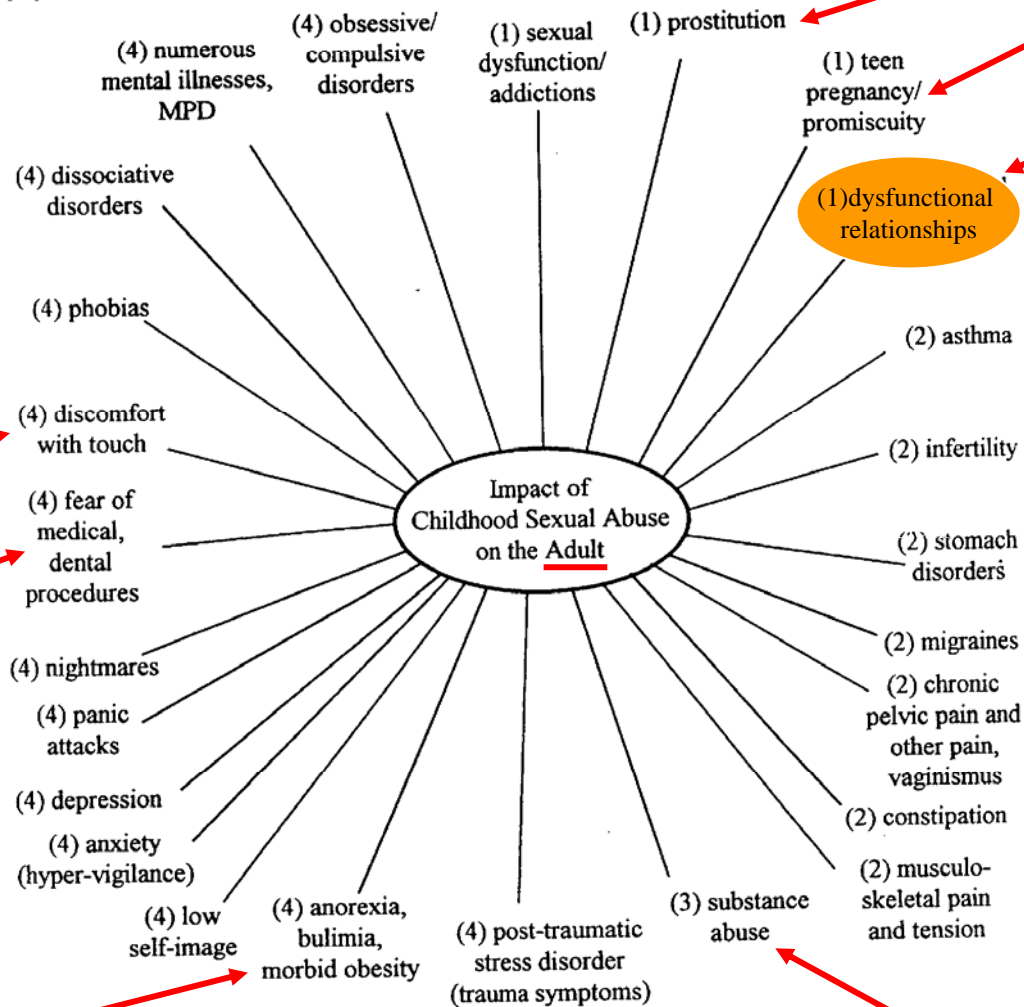 (4) numerous
mental illnesses,
MPD
(4) obsessive/
compulsive
disorders
(1) sexual
dysfunction/
addictions
(1) prostitution
(1) teen
pregnancy/
promiscuity
(1)dysfunctional
relationships
(4) dissociative
disorders
(4) phobias
(4) discomfort
with touch
(4) fear of
medical,
dental
procedures
(4) nightmares
(4) panic
attacks
(4) depression
(4) anxiety
(hyper-vigilance)
(4) low
self-image
(4) anorexia,
bulimia,
morbid obesity
(4) post-traumatic
stress disorder
(trauma symptoms)
(3) substance
abuse
(2) musculo-
skeletal pain
and tension
(2) constipation
(2) chronic
pelvic pain and
other pain,
vaginismus
(2) migraines
(2) stomach
disorders
(2) infertility
(2) asthma
Impact of
Childhood Sexual Abuse
on the Adult